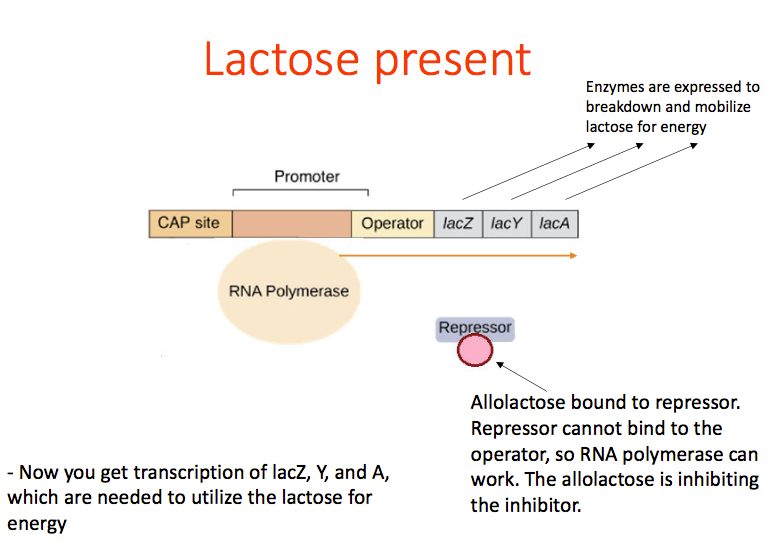 Lactose present
Enzymes are expressed to
breakdown and mobilize
lactose for energy
Promoter
CAP site
Operator
lacZ
lacY
lacA
RNA Polymerase
Repressor
Allolactose bound to repressor.
Repressor cannot bind to the
operator, so RNA polymerase can
work. The allolactose is inhibiting
the inhibitor.
- Now you get transcription of lacZ, Y, and A,
which are needed to utilize the lactose for
energy